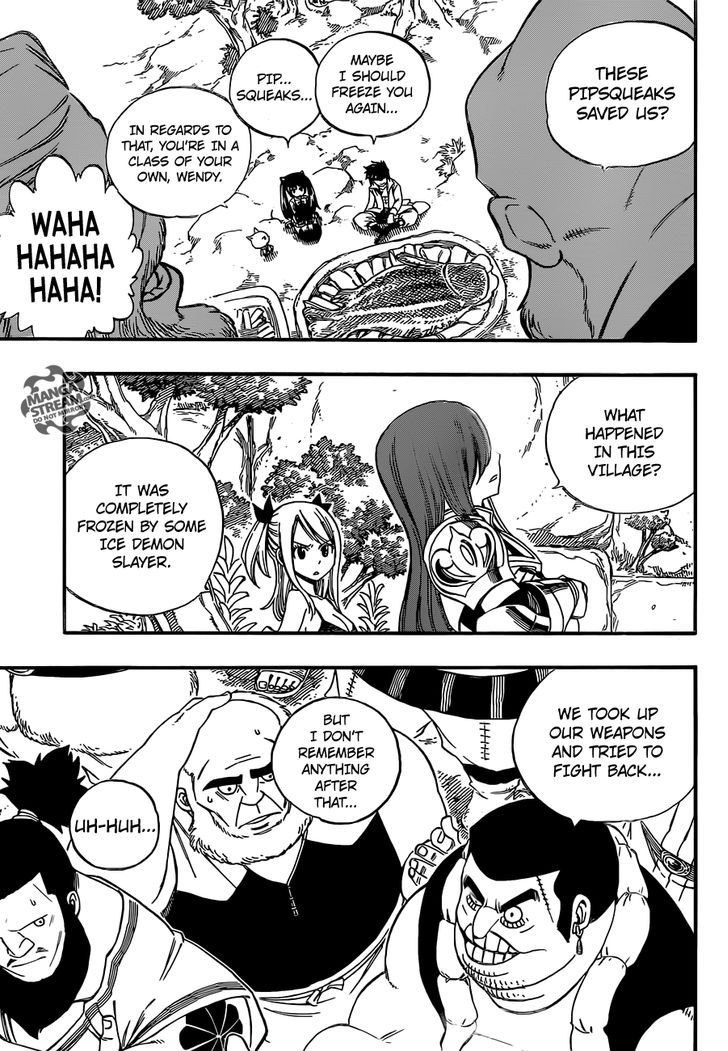 THESE
PIPSQUEAKS
SAVED US?
MAYBE
I SHOULD
FREEZE YOU
AGAIN...
PIP...
SQUEAKS...
IN REGARDS TO
THAT, YOU'RE IN A
CLASS OF YOUR
OWN, WENDY.
WAHA
HAHAHA
HAHA!
MANGA
STREAM
DO NOT MIRROR
WHAT
HAPPENED
IN THIS
VILLAGE?
IT WAS
COMPLETELY
FROZEN BY SOME
ICE DEMON
SLAYER.
WE TOOK UP
OUR WEAPONS
AND TRIED TO
FIGHT BACK...
BUT
I DON'T
REMEMBER
ANYTHING
AFTER
THAT...
UH-HUH...